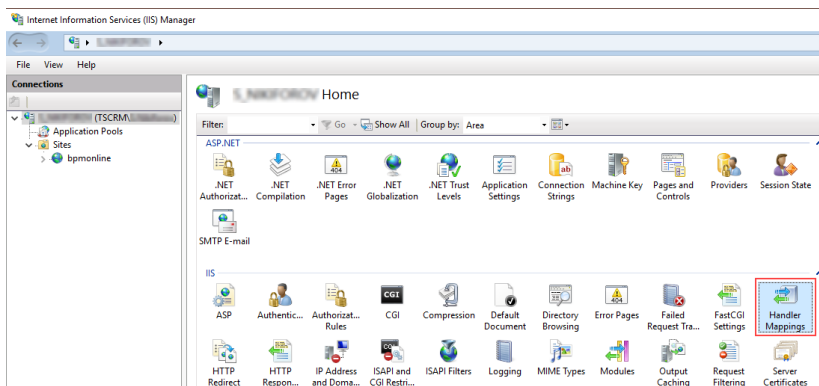 Internet Information Services (IIS) Manager
File View Help
Connections
(TSCRM\
)
Application Pools
Sites
bpmonline
Home
Filter: Go Show All Group by: Area
ASP.NET
.NET Authorizat...
.NET Compilation
.NET Error Pages
.NET Globalization
.NET Trust Levels
Application Settings
Connection Strings
Machine Key
Pages and Controls
Providers
Session State
SMTP E-mail
IIS
ASP
Authentic...
Authorizat... Rules
CGI
Compression
Default Document
Directory Browsing
Error Pages
Failed Request Tra...
FastCGI Settings
Handler Mappings
HTTP Redirect
HTTP Respon...
IP Address and Doma...
ISAPI and CGI Restri...
ISAPI Filters
Logging
MIME Types
Modules
Output Caching
Request Filtering
Server Certificates